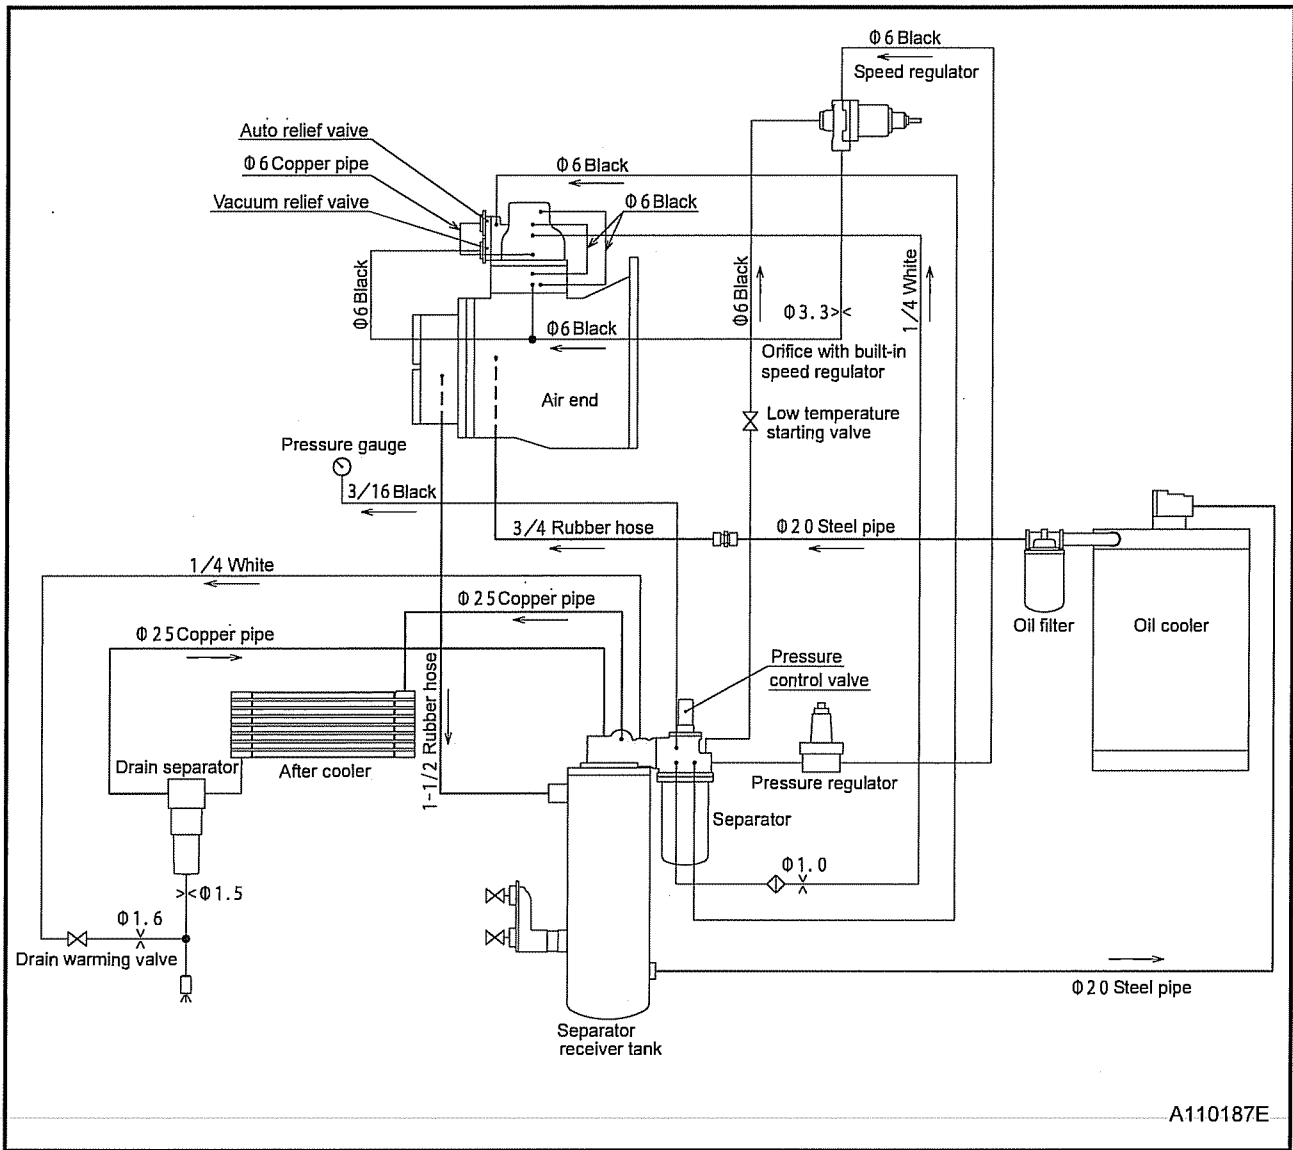 Φ6 Black
Speed regulator
Auto relief vaive
Φ6 Copper pipe
Vacuum relief vaive
Φ6 Black
Φ6 Black
Φ6 Black
Φ6 Black
Φ6 Black
1/4 White
Φ3.3
Orifice with built-in
speed regulator
Air end
Low temperature
starting valve
Pressure gauge
3/16 Black
3/4 Rubber hose
Φ20 Steel pipe
1/4 White
Φ25 Copper pipe
Φ25 Copper pipe
Oil filter
Oil cooler
1-1/2 Rubber hose
Pressure
control valve
Drain separator
After cooler
Pressure regulator
Separator
Φ1.0
Φ1.5
Φ1.6
Drain warming valve
Φ20 Steel pipe
Separator
receiver tank
A110187E